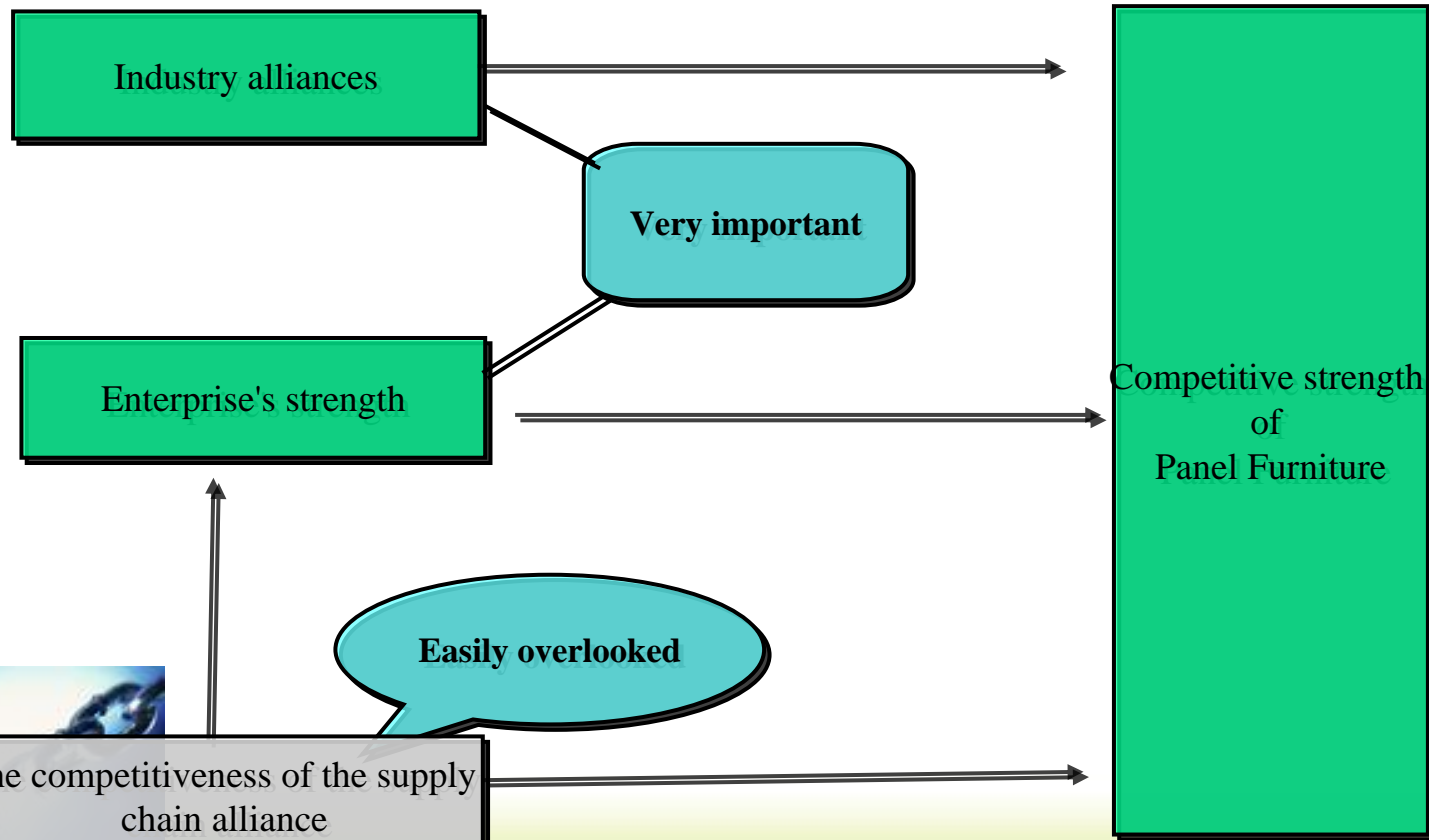 Industry alliances
Very important
Enterprise's strength
Competitive strength
of
Panel Furniture
Easily overlooked
competitiveness of the supply
chain alliance